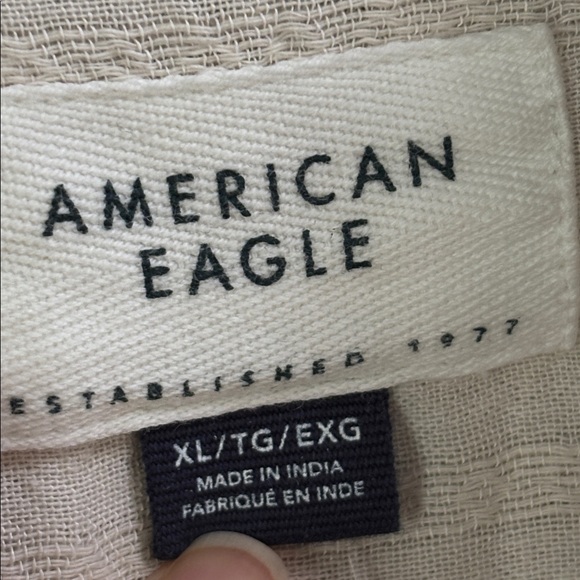 AMERICAN
EAGLE
ESTABLISHED 1977
XL/TG/EXG
MADE IN INDIA
FABRIQUÉ EN INDE